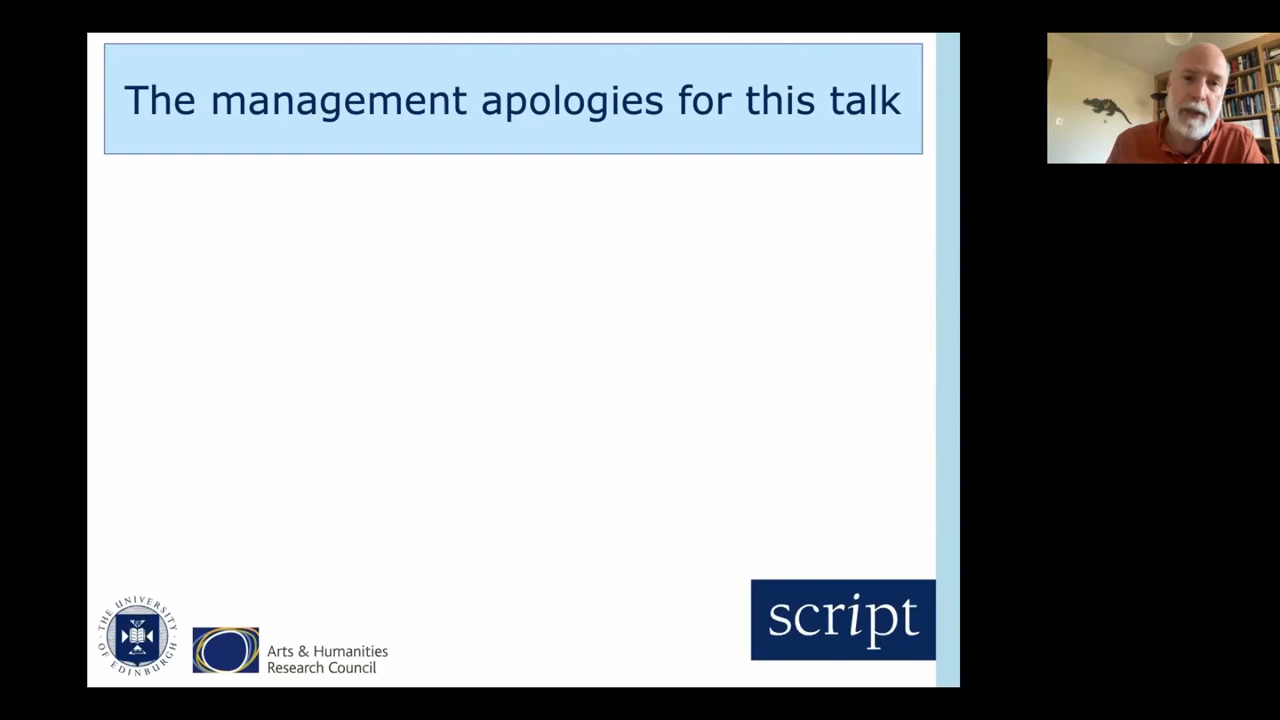 The management apologies for this talk
THE UNIVERSITY OF EDINBURGH
Arts & Humanities
Research Council
script